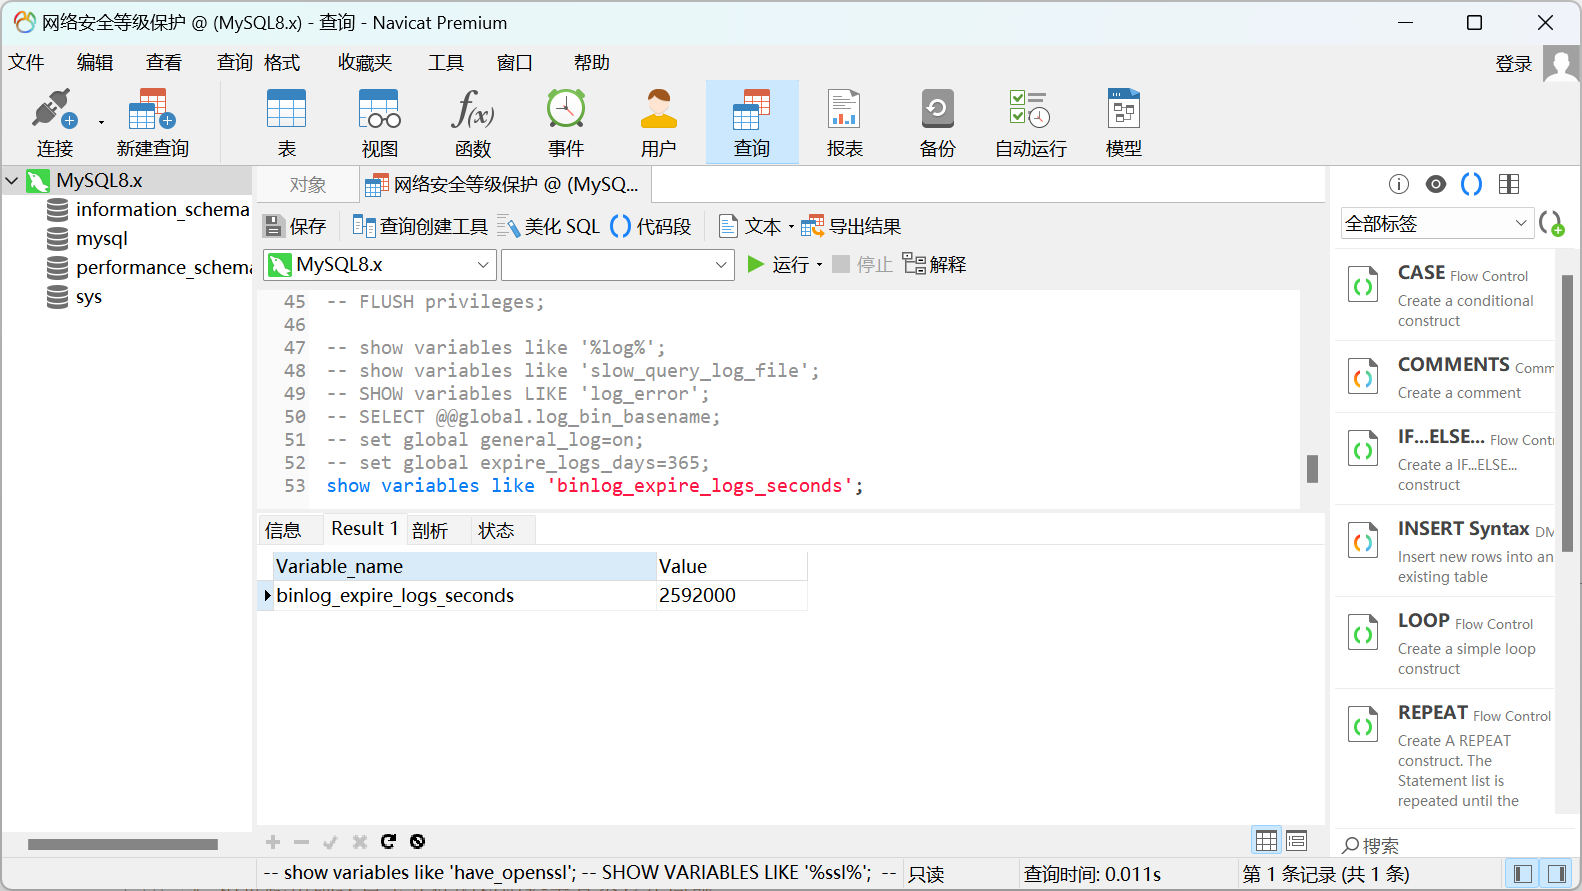 网络安全等级保护 @ (MySQL8.x) - 查询 - Navicat Premium
文件 编辑 查看 查询 格式 收藏夹 工具 窗口 帮助 登录
连接 新建查询 表 视图 f(x) 函数 事件 用户 查询 报表 备份 自动运行 模型
MySQL8.x
information_schema
mysql
performance_schema
sys
对象 网络安全等级保护 @ (MySQ...
保存 查询创建工具 美化 SQL 代码段 文本 导出结果
MySQL8.x 运行 停止 解释
45 -- FLUSH privileges;
46
47 -- show variables like '%log%';
48 -- show variables like 'slow_query_log_file';
49 -- SHOW variables LIKE 'log_error';
50 -- SELECT @@global.log_bin_basename;
51 -- set global general_log=on;
52 -- set global expire_logs_days=365;
53 show variables like 'binlog_expire_logs_seconds';
信息 Result 1 剖析 状态
Variable_name Value
binlog_expire_logs_seconds 2592000
全部标签
CASE Flow Control
Create a conditional
construct
COMMENTS Comm
Create a comment
IF...ELSE... Flow Cont
Create a IF...ELSE...
construct
INSERT Syntax DM
Insert new rows into an
existing table
LOOP Flow Control
Create a simple loop
construct
REPEAT Flow Control
Create A REPEAT
construct. The
Statement list is
repeated until the
搜索
-- show variables like 'have_openssl'; -- SHOW VARIABLES LIKE '%ssl%'; -- 只读 查询时间: 0.011s 第 1 条记录 (共 1 条)